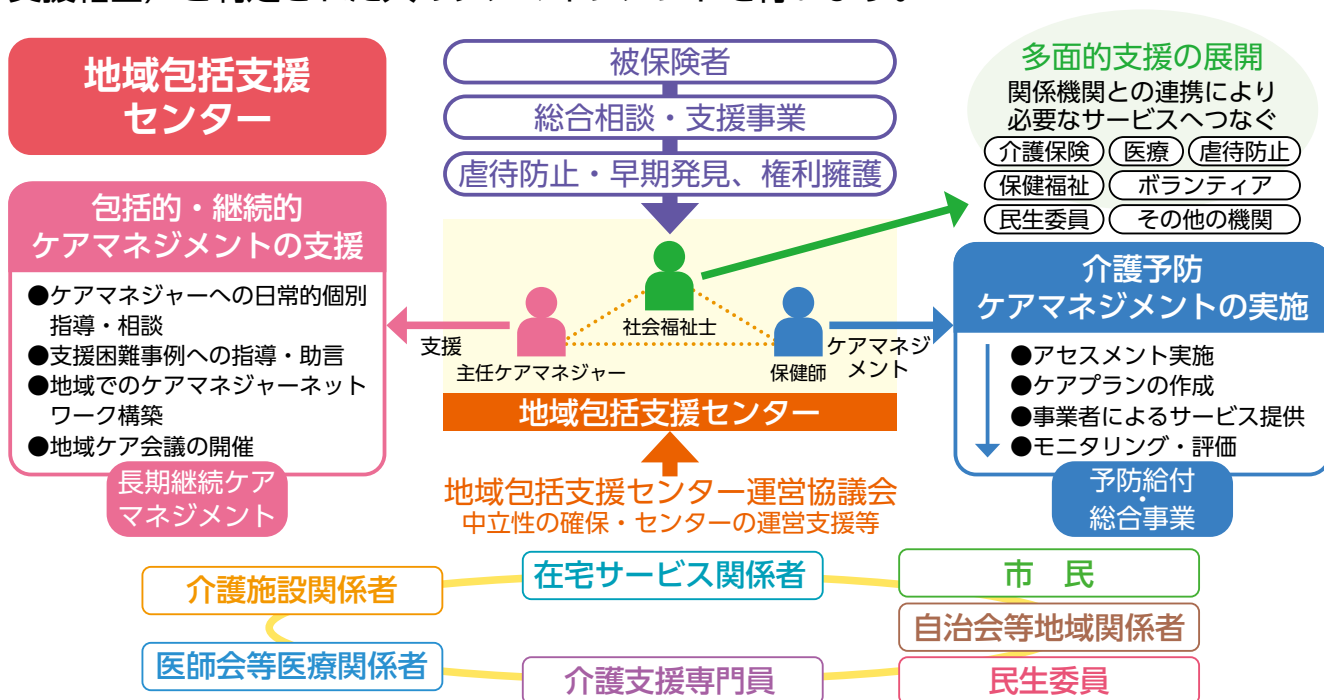 地域包括支援
センター
被保険者
総合相談・支援事業
虐待防止・早期発見、権利擁護
多面的支援の展開
関係機関との連携により
必要なサービスへつなぐ
介護保険 医療 虐待防止
保健福祉 ボランティア
民生委員 その他の機関
包括的・継続的
ケアマネジメントの支援
●ケアマネジャーへの日常的個別
指導・相談
●支援困難事例への指導・助言
●地域でのケアマネジャーネット
ワーク構築
●地域ケア会議の開催
長期継続ケア
マネジメント
支援
主任ケアマネジャー
社会福祉士
保健師
ケアマネジ
メント
地域包括支援センター
地域包括支援センター運営協議会
中立性の確保・センターの運営支援等
介護予防
ケアマネジメントの実施
●アセスメント実施
●ケアプランの作成
●事業者によるサービス提供
●モニタリング・評価
予防給付
・
総合事業
介護施設関係者
在宅サービス関係者
市　民
自治会等地域関係者
医師会等医療関係者
介護支援専門員
民生委員